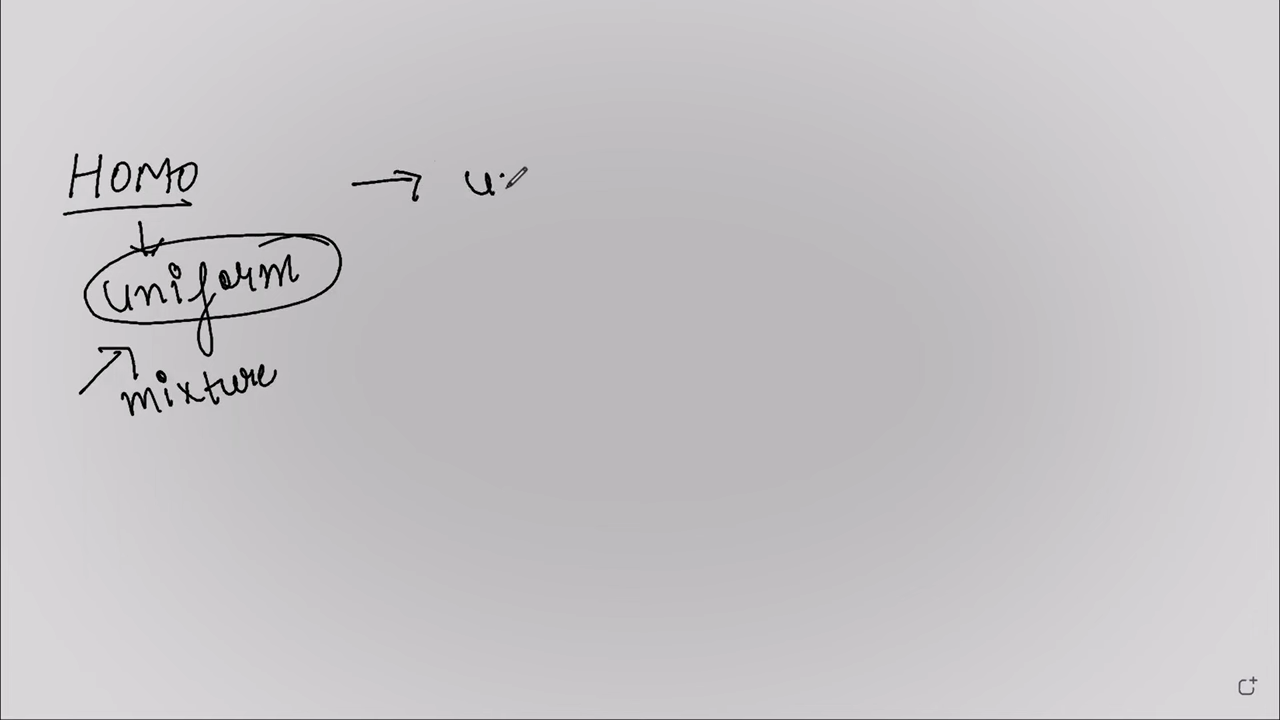 HOMO → u
↓
uniform
↗ mixture